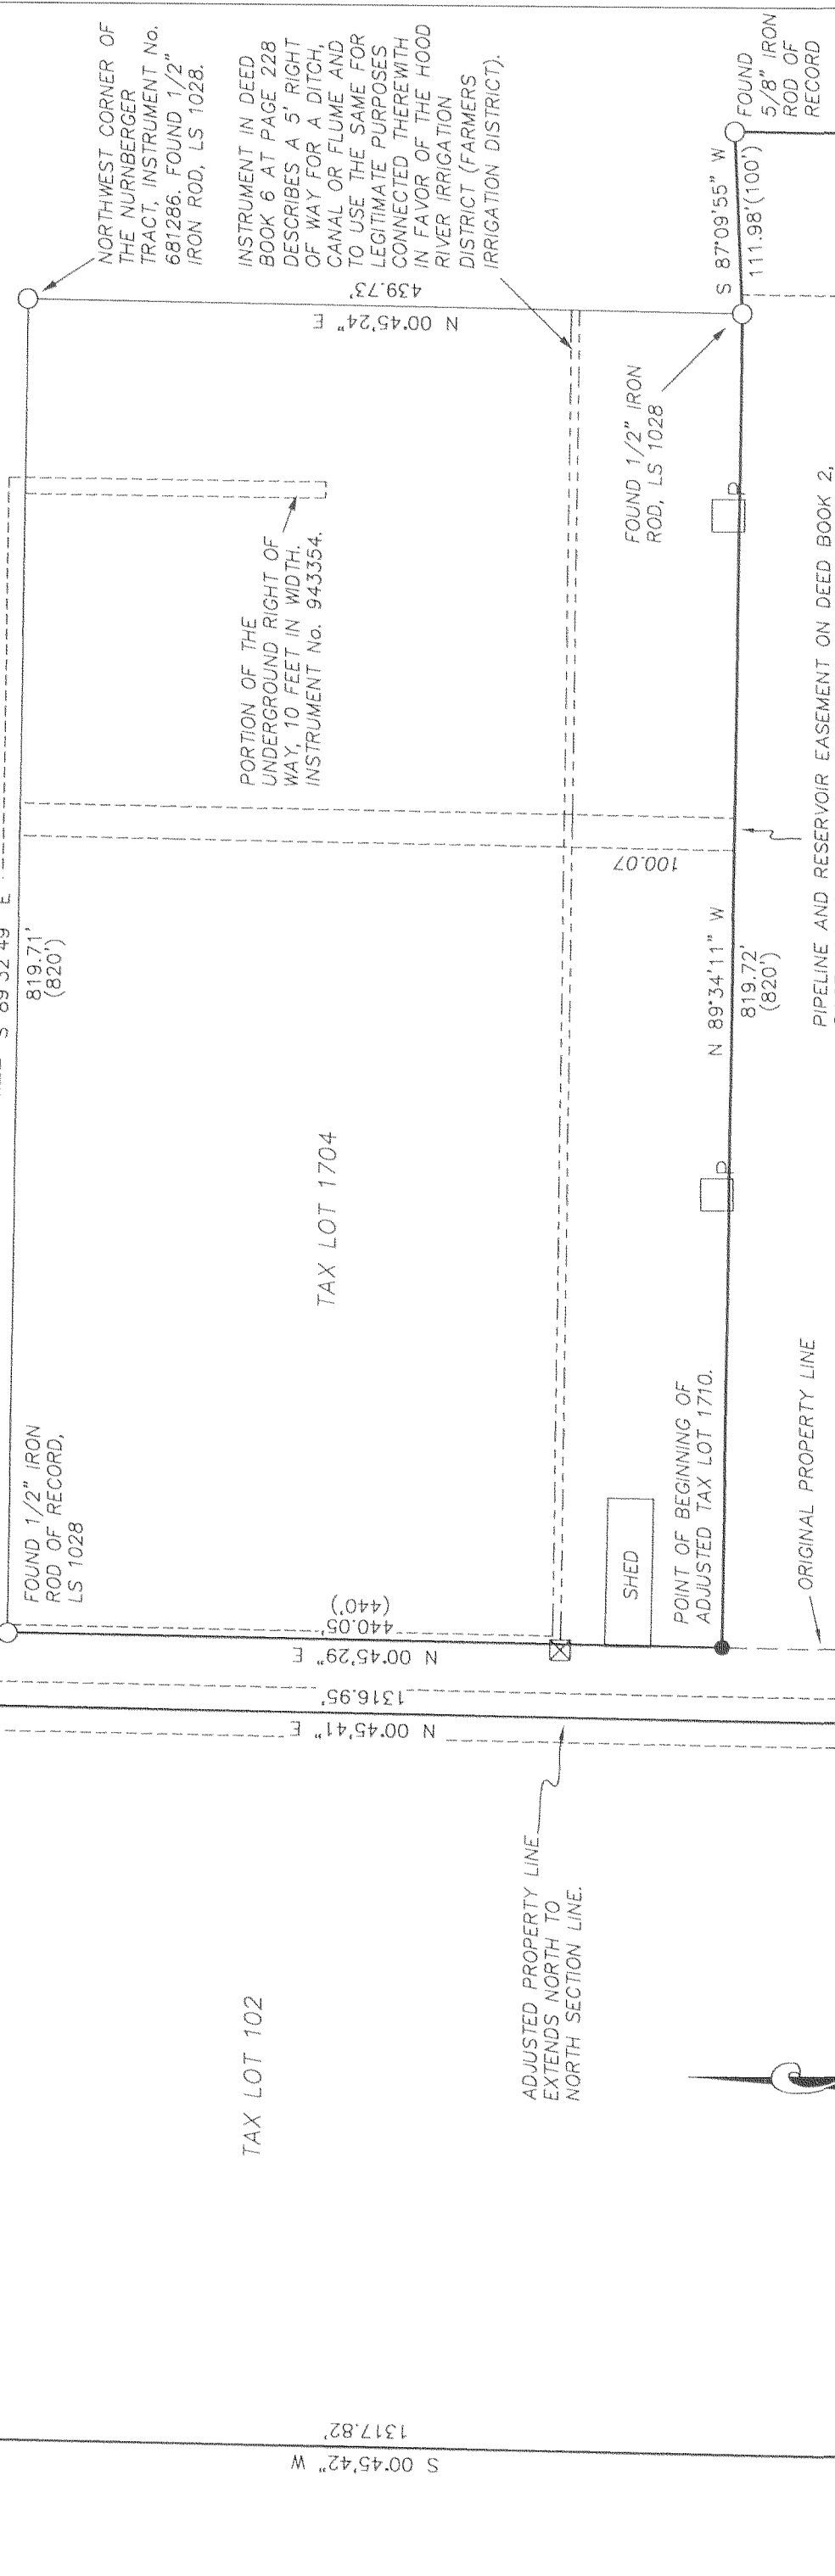 NORTHWEST CORNER OF
THE NURNBERGER
TRACT, INSTRUMENT No.
681286. FOUND 1/2"
IRON ROD, LS 1028.
INSTRUMENT IN DEED
BOOK 6 AT PAGE 228
DESCRIBES A 5' RIGHT
OF WAY FOR A DITCH,
CANAL OR FLUME AND
TO USE THE SAME FOR
LEGITIMATE PURPOSES
CONNECTED THEREWITH
IN FAVOR OF THE HOOD
RIVER IRRIGATION
DISTRICT (FARMERS
IRRIGATION DISTRICT).
FOUND
5/8" IRON
ROD OF
RECORD
S 87°09'55" W
111.98'(100')
439.73'
N 00°45'24" E
FOUND 1/2" IRON
ROD, LS 1028
PORTION OF THE
UNDERGROUND RIGHT OF
WAY, 10 FEET IN WIDTH.
INSTRUMENT No. 943354.
P
100.07
S 89°32'49" E
819.71'
(820')
N 89°34'11" W
819.72'
(820')
PIPELINE AND RESERVOIR EASEMENT ON DEED BOOK 2,
TAX LOT 1704
P
FOUND 1/2" IRON
ROD OF RECORD,
LS 1028
SHED
POINT OF BEGINNING OF
ADJUSTED TAX LOT 1710.
ORIGINAL PROPERTY LINE
(440')
440.05'
N 00°45'29" E
1316.95'
N 00°45'41" E
ADJUSTED PROPERTY LINE
EXTENDS NORTH TO
NORTH SECTION LINE.
TAX LOT 102
1317.82'
S 00°45'42" W